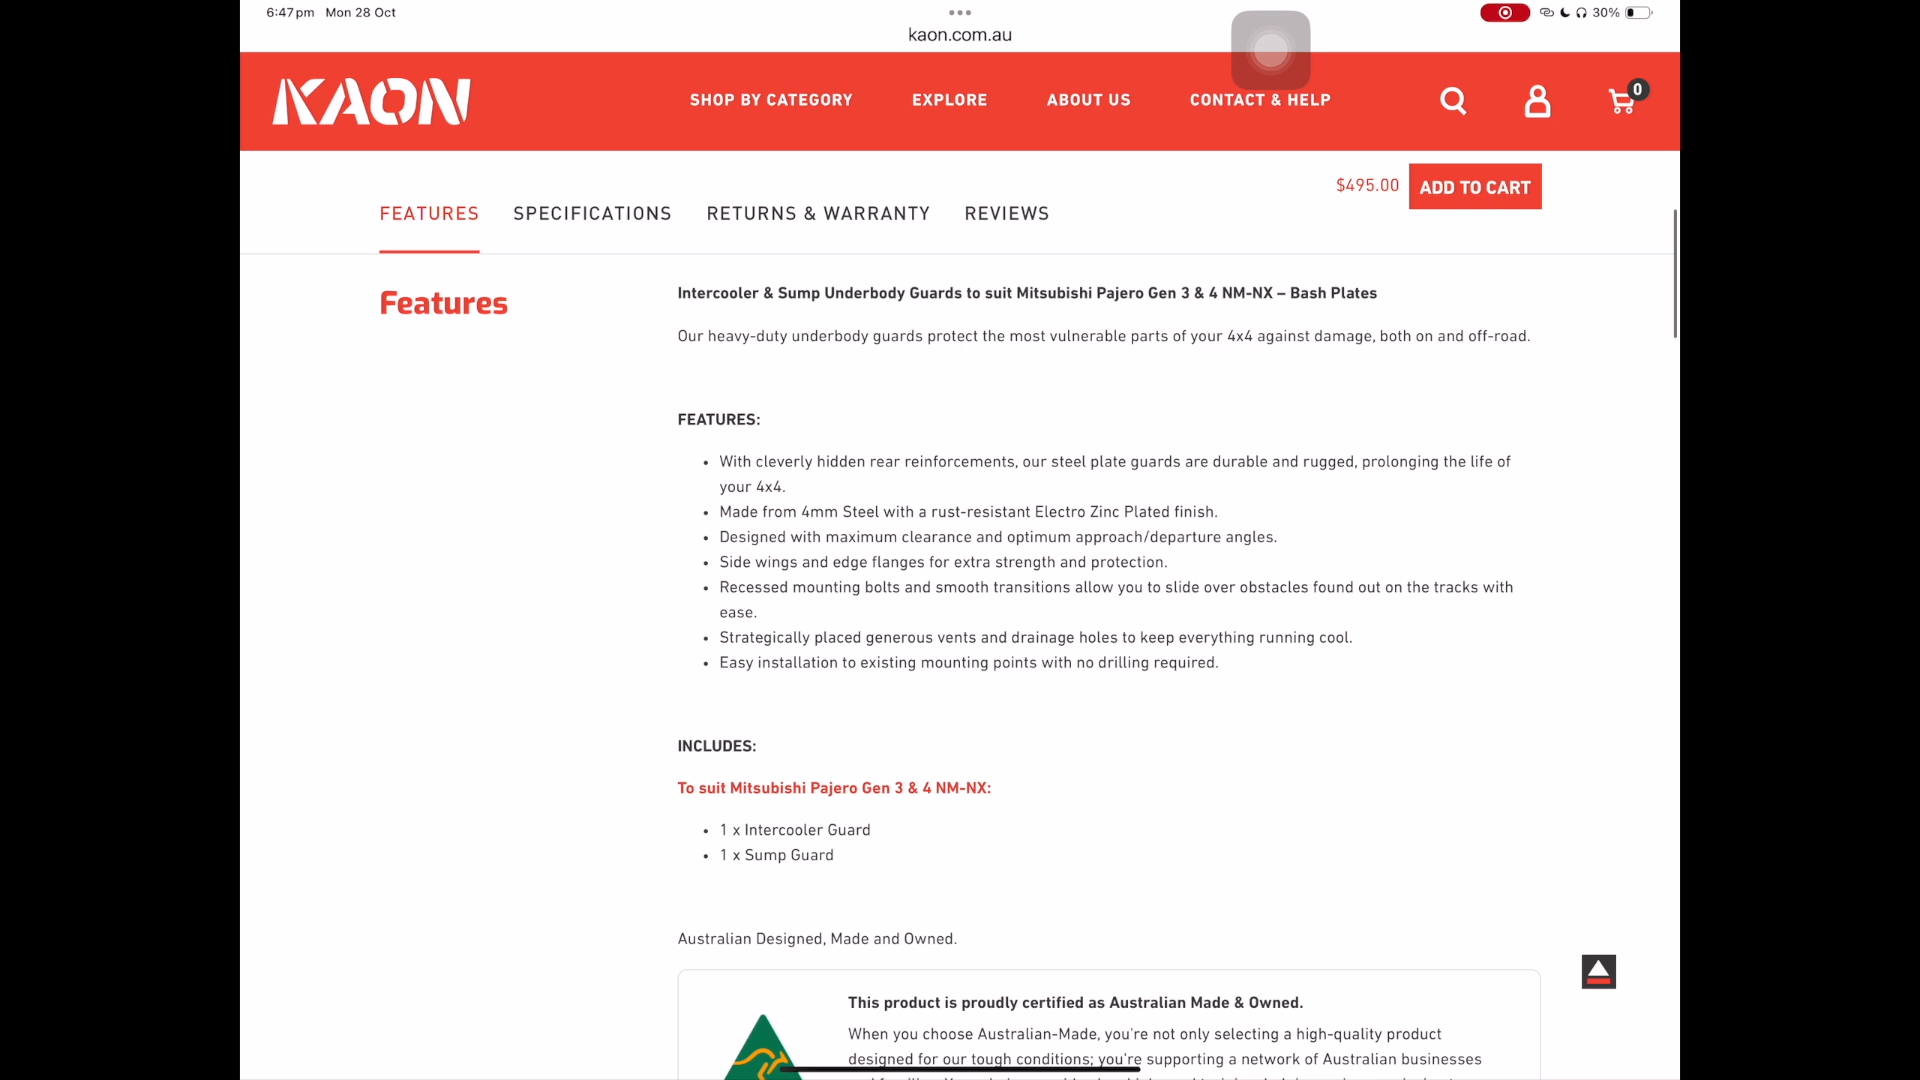 6:47 pm Mon 28 Oct
30%
kaon.com.au
KAON
SHOP BY CATEGORY
EXPLORE
ABOUT US
CONTACT & HELP
0
$495.00
ADD TO CART
FEATURES
SPECIFICATIONS
RETURNS & WARRANTY
REVIEWS
Features
Intercooler & Sump Underbody Guards to suit Mitsubishi Pajero Gen 3 & 4 NM-NX – Bash Plates
Our heavy-duty underbody guards protect the most vulnerable parts of your 4x4 against damage, both on and off-road.
FEATURES:
• With cleverly hidden rear reinforcements, our steel plate guards are durable and rugged, prolonging the life of
your 4x4.
• Made from 4mm Steel with a rust-resistant Electro Zinc Plated finish.
• Designed with maximum clearance and optimum approach/departure angles.
• Side wings and edge flanges for extra strength and protection.
• Recessed mounting bolts and smooth transitions allow you to slide over obstacles found out on the tracks with
ease.
• Strategically placed generous vents and drainage holes to keep everything running cool.
• Easy installation to existing mounting points with no drilling required.
INCLUDES:
To suit Mitsubishi Pajero Gen 3 & 4 NM-NX:
• 1 x Intercooler Guard
• 1 x Sump Guard
Australian Designed, Made and Owned.
This product is proudly certified as Australian Made & Owned.
When you choose Australian-Made, you're not only selecting a high-quality product
designed for our tough conditions; you're supporting a network of Australian businesses